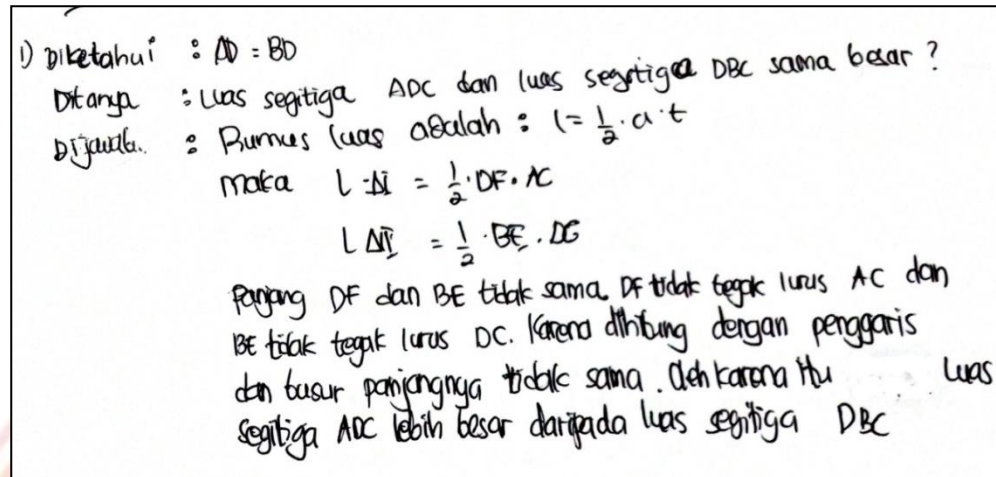 1) Diketahui : AD = BD
Ditanya : Luas segitiga ADC dan luas segitiga DBC sama besar ?
Dijawab. : Rumus luas adalah : l = 1/2 . a . t
maka L ΔI = 1/2 . DF . AC
L ΔII = 1/2 . BE . DC
Panjang DF dan BE tidak sama. DF tidak tegak lurus AC dan
BE tidak tegak lurus DC. Karena dihitung dengan penggaris
dan busur panjangnya tidak sama. Oleh karena itu luas
segitiga ADC lebih besar daripada luas segitiga DBC